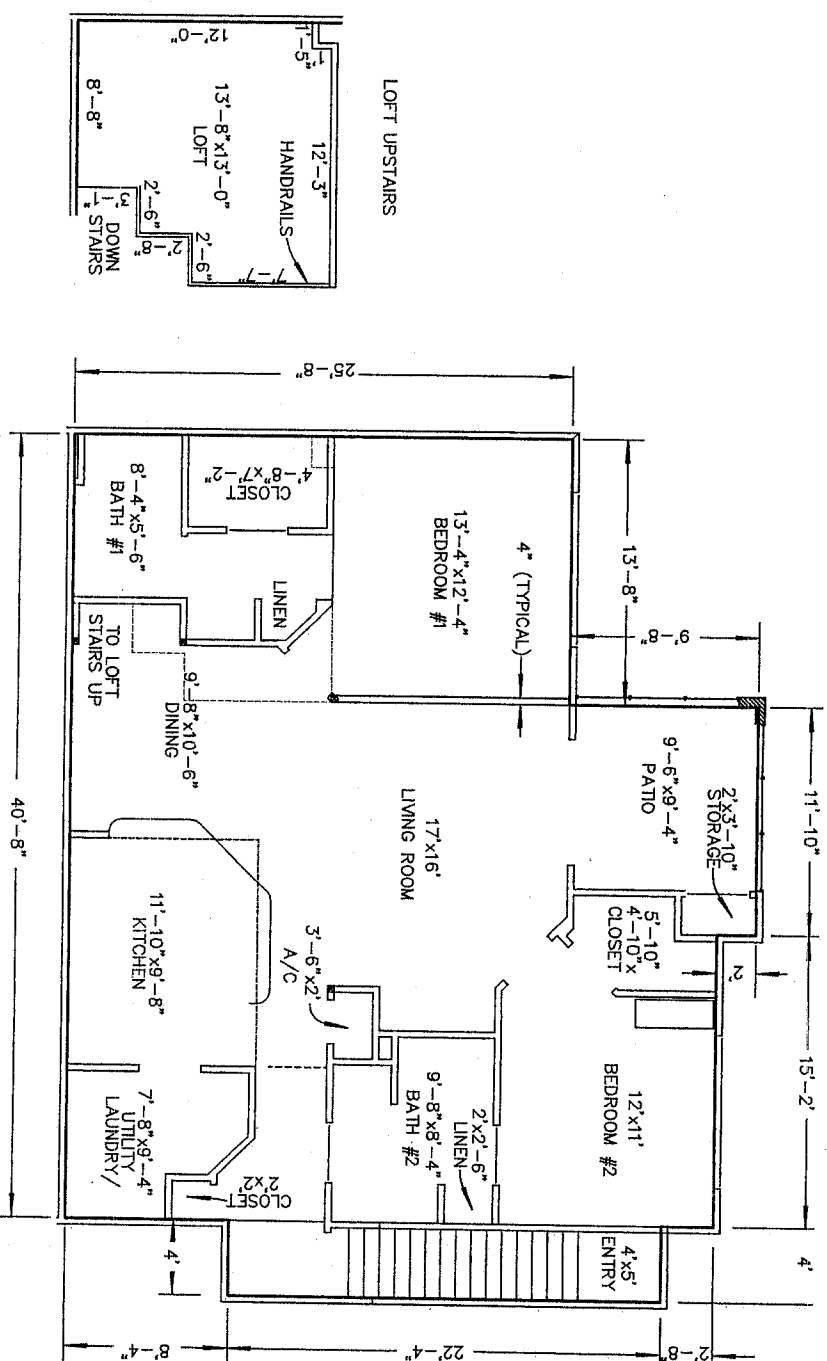 LOFT UPSTAIRS
1'-5"
1'
12'-0"
12'-3"
HANDRAILS
13'-8"x13'-0"
LOFT
8'-8"
2'-6"
7'-7"
2'-8"
2'-6"
3'-1"
DOWN
STAIRS
4'
2'-8"
22'-4"
8'-4"
15'-2"
11'-10"
2'
9'-8"
13'-8"
25'-8"
40'-8"
4'
4'x5'
ENTRY
2'x3'-10"
STORAGE
9'-6"x9'-4"
PATIO
5'-10"
4'-10"x
CLOSET
12'x11'
BEDROOM #2
4" (TYPICAL)
13'-4"x12'-4"
BEDROOM #1
17'x16'
LIVING ROOM
2'x2'-6"
LINEN
9'-8"x8'-4"
BATH #2
3'-6"x2'
A/C
LINEN
4'-8"x7'-2"
CLOSET
2'x2'
CLOSET
9'-8"x10'-6"
DINING
11'-10"x9'-8"
KITCHEN
8'-4"x5'-6"
BATH #1
TO LOFT
STAIRS UP
7'-8"x9'-4"
UTILITY
LAUNDRY/